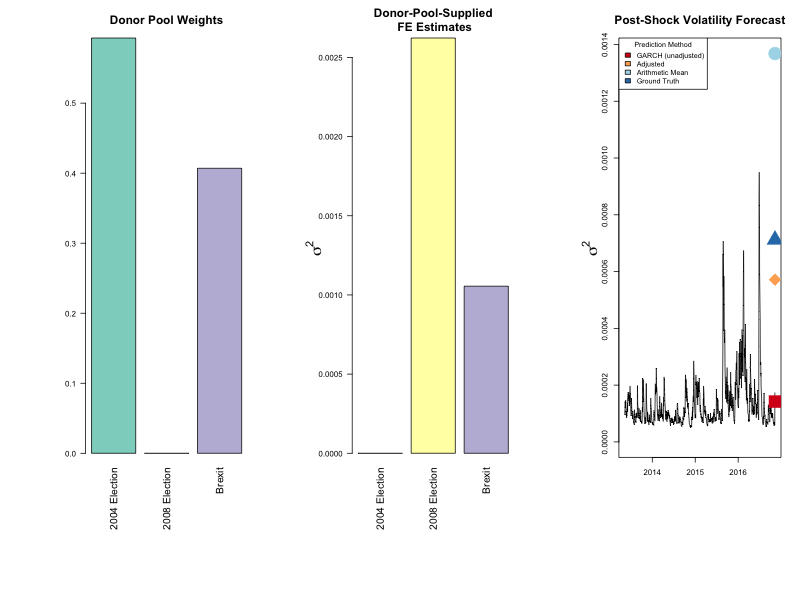 Donor Pool Weights
0.0
0.1
0.2
0.3
0.4
0.5
2004 Election
2008 Election
Brexit
Donor-Pool-Supplied
FE Estimates
σ²
0.0000
0.0005
0.0010
0.0015
0.0020
0.0025
2004 Election
2008 Election
Brexit
Post-Shock Volatility Forecast
Prediction Method
GARCH (unadjusted)
Adjusted
Arithmetic Mean
Ground Truth
σ²
0.0000
0.0002
0.0004
0.0006
0.0008
0.0010
0.0012
0.0014
2014
2015
2016